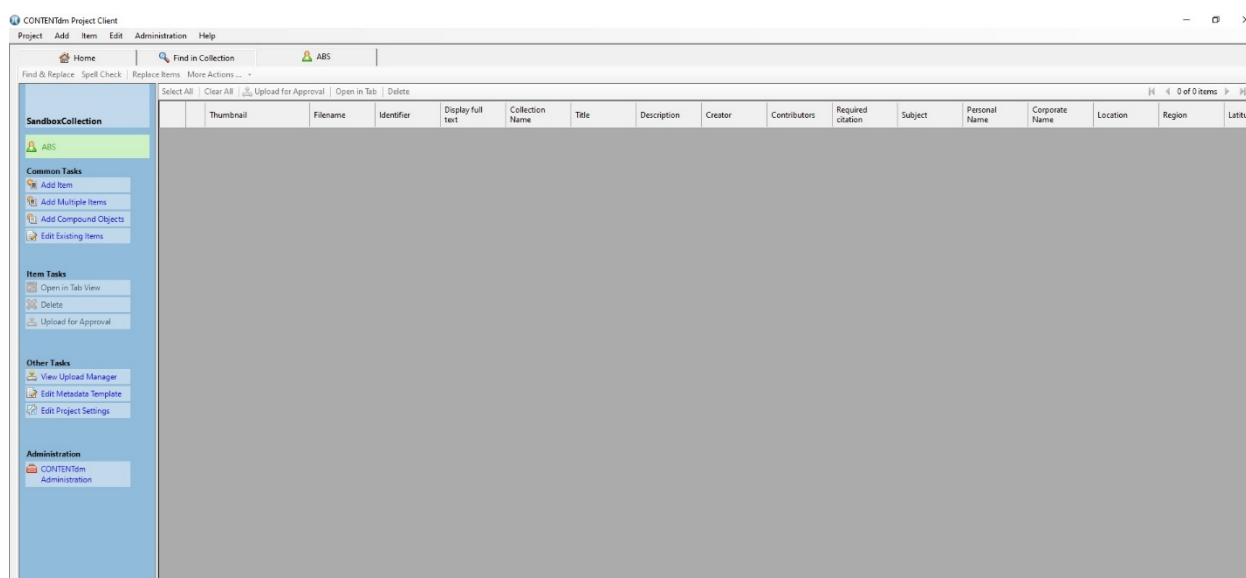 CONTENTdm Project Client
Project Add Item Edit Administration Help
Home Find in Collection ABS
Find & Replace Spell Check Replace Items More Actions ...
Select All Clear All Upload for Approval Open in Tab Delete 0 of 0 items
Thumbnail Filename Identifier Display full text Collection Name Title Description Creator Contributors Required citation Subject Personal Name Corporate Name Location Region Latitu
SandboxCollection
ABS
Common Tasks
Add Item
Add Multiple Items
Add Compound Objects
Edit Existing Items
Item Tasks
Open in Tab View
Delete
Upload for Approval
Other Tasks
View Upload Manager
Edit Metadata Template
Edit Project Settings
Administration
CONTENTdm
Administration